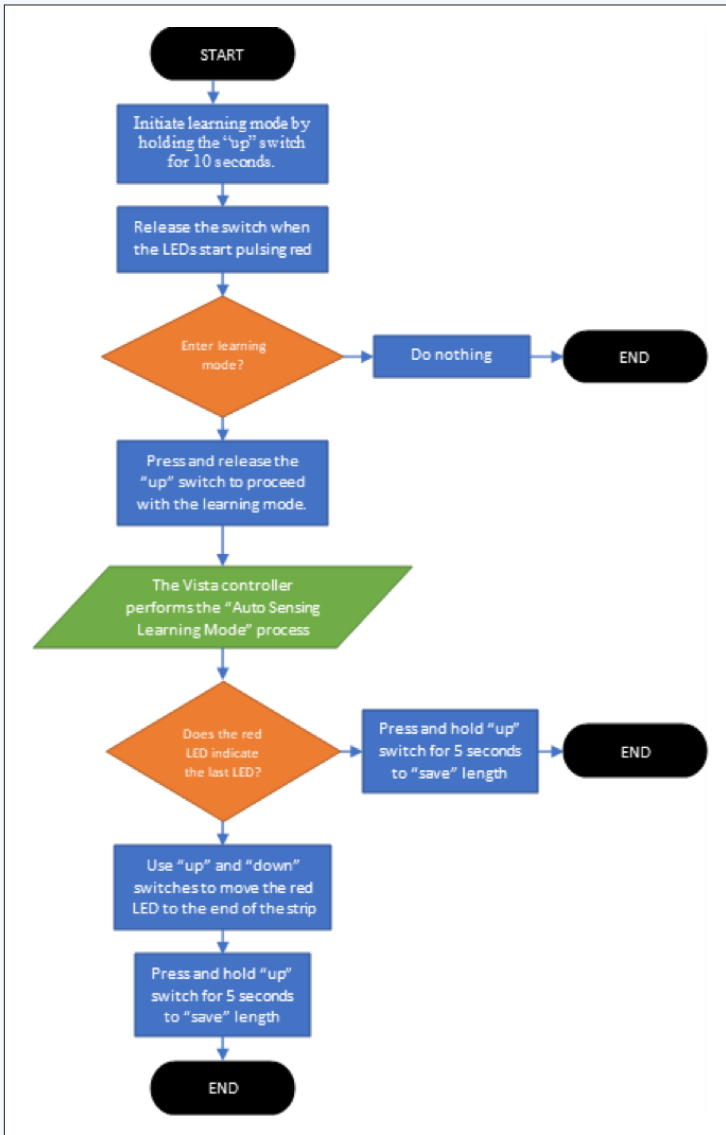 START
Initiate learning mode by
holding the “up” switch
for 10 seconds.
Release the switch when
the LEDs start pulsing red
Enter learning
mode?
Do nothing
END
Press and release the
“up” switch to proceed
with the learning mode.
The Vista controller
performs the “Auto Sensing
Learning Mode” process
Does the red
LED indicate
the last LED?
Press and hold “up”
switch for 5 seconds
to “save” length
END
Use “up” and “down”
switches to move the red
LED to the end of the strip
Press and hold “up”
switch for 5 seconds
to “save” length
END